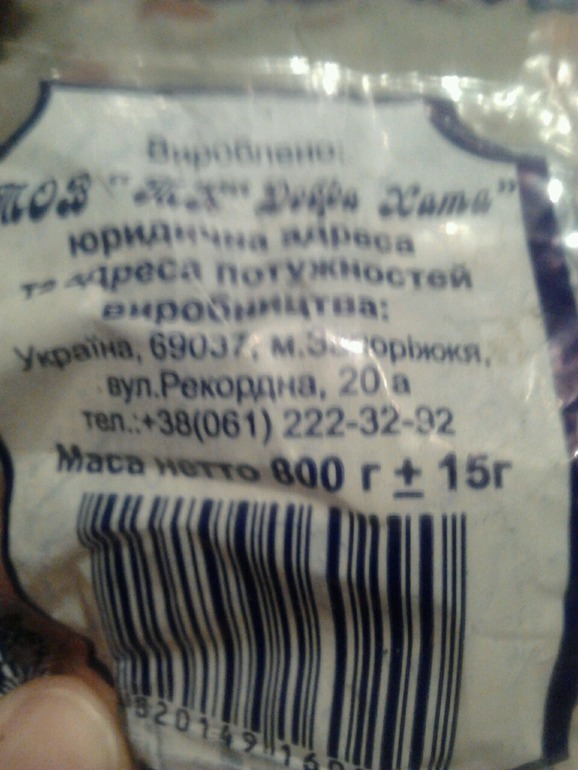 Вироблено:
ТОВ "ТК" Добра Хата"
юридична адреса
та адреса потужностей
виробництва:
Україна, 69037, м.Запоріжжя,
вул.Рекордна, 20 а
тел.:+38(061) 222-32-92
Маса нетто 800 г ± 15г